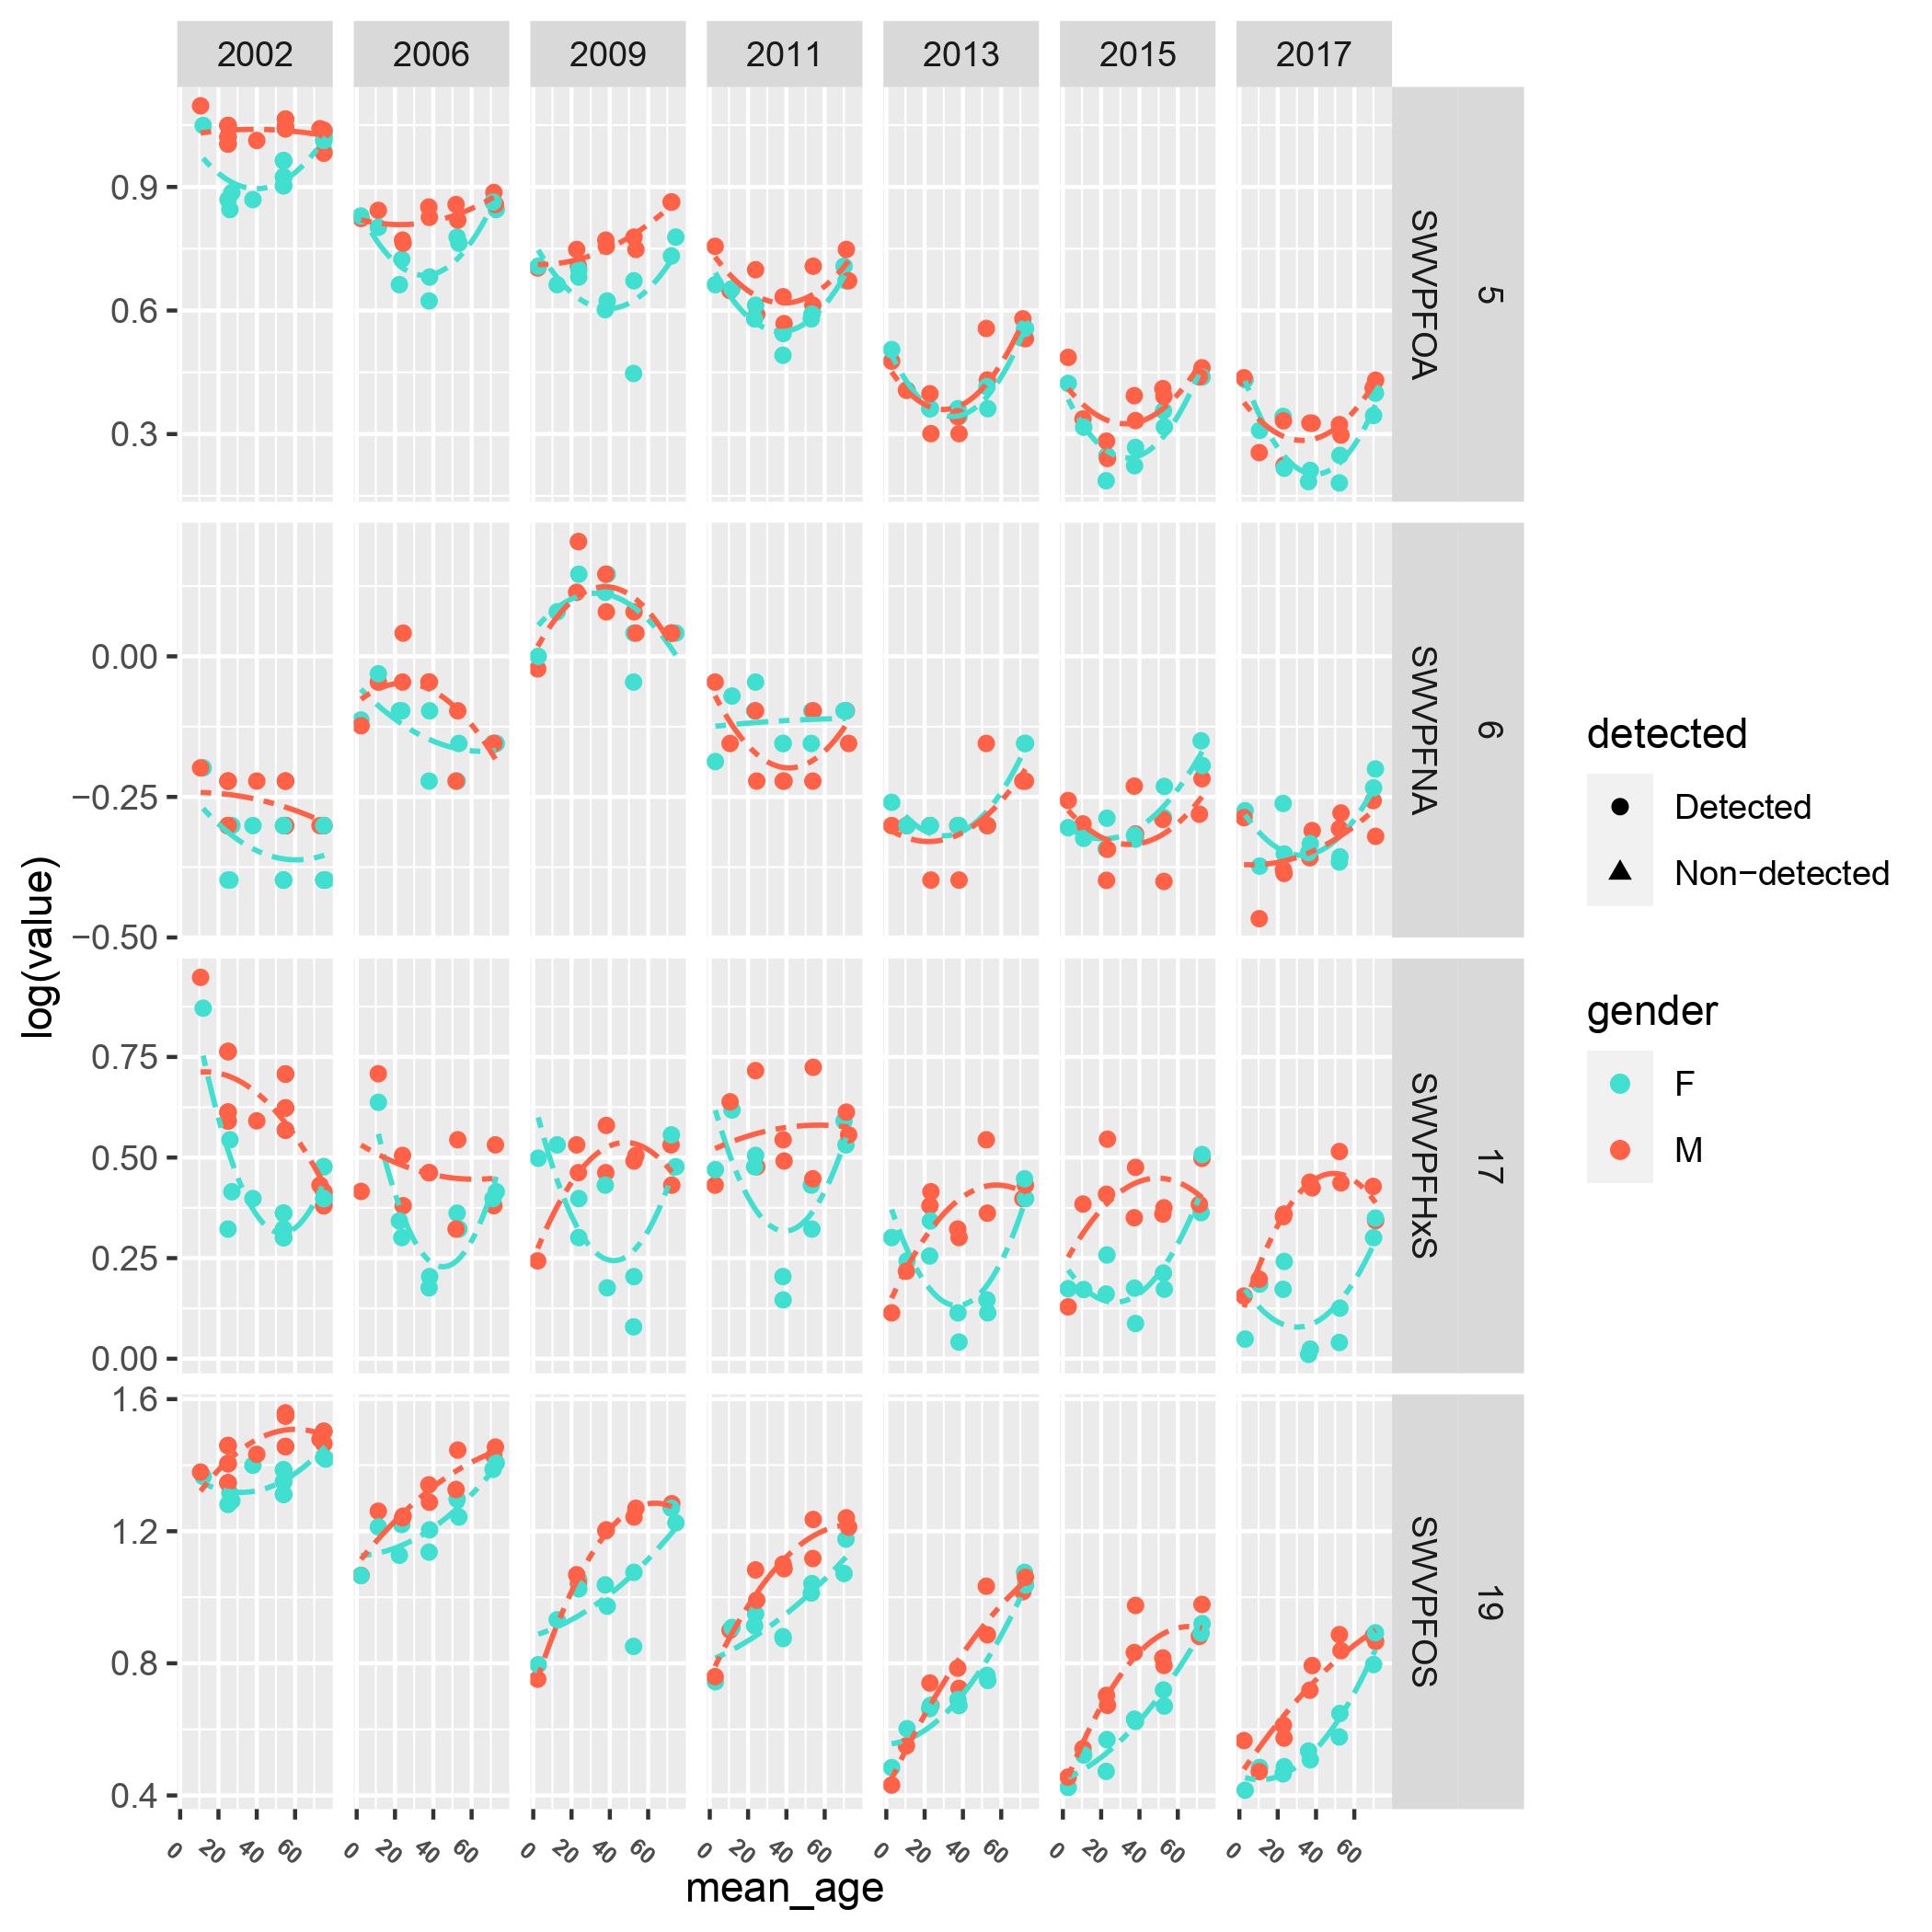 2002 2006 2009 2011 2013 2015 2017
log(value)
0.9
0.6
0.3
SWVPFOA
5
0.00
−0.25
−0.50
SWVPFNA
6
0.75
0.50
0.25
0.00
SWVPFHxS
17
1.6
1.2
0.8
0.4
SWVPFOS
19
0 20 40 60 0 20 40 60 0 20 40 60 0 20 40 60 0 20 40 60 0 20 40 60 0 20 40 60
mean_age
detected
Detected
Non−detected
gender
F
M